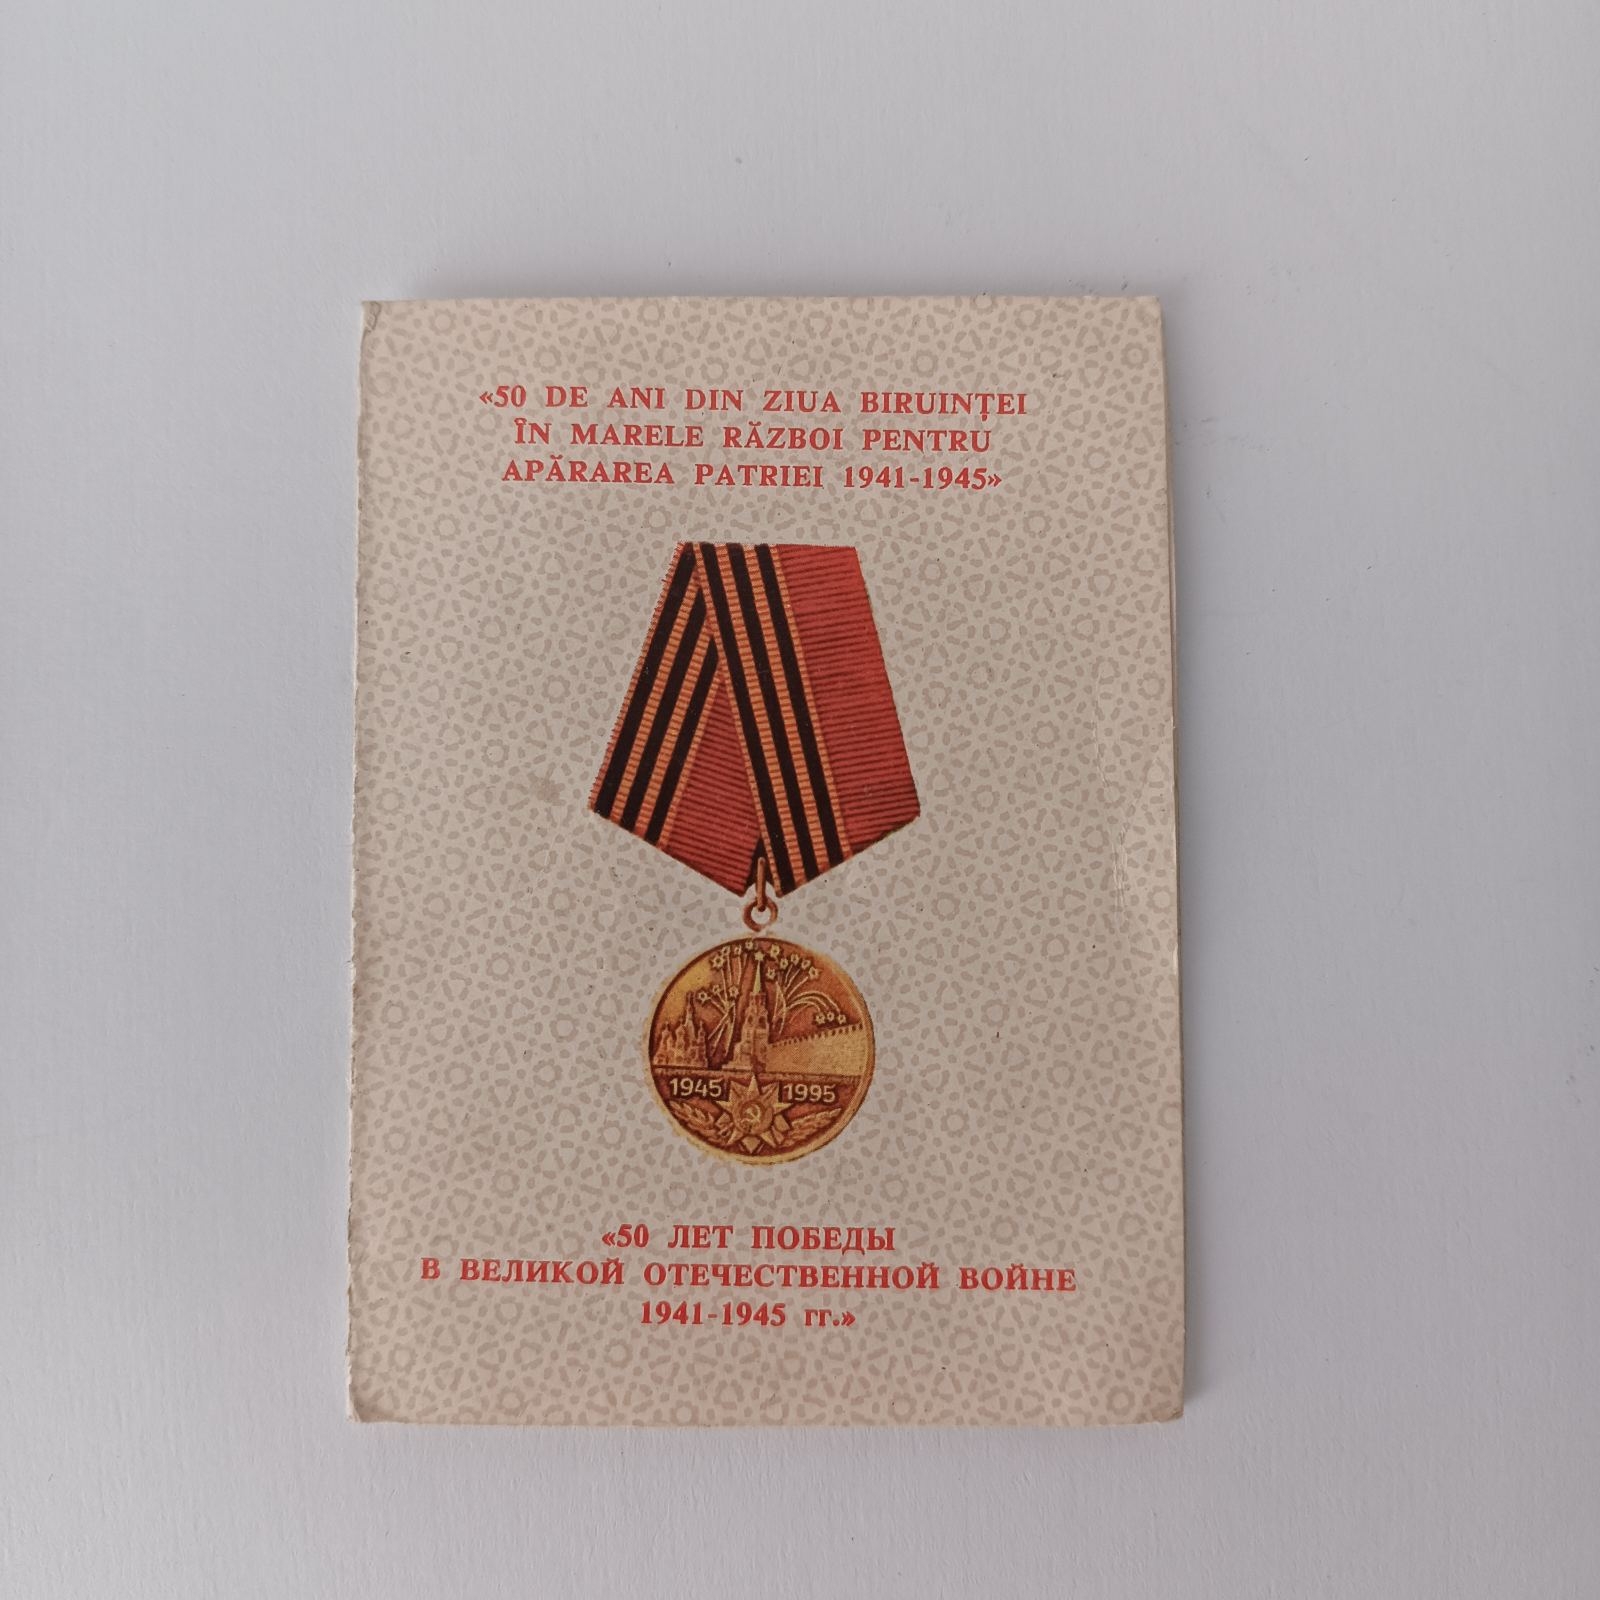 «50 DE ANI DIN ZIUA BIRUINȚEI
ÎN MARELE RĂZBOI PENTRU
APĂRAREA PATRIEI 1941-1945»
1945 1995
«50 ЛЕТ ПОБЕДЫ
В ВЕЛИКОЙ ОТЕЧЕСТВЕННОЙ ВОЙНЕ
1941-1945 гг.»